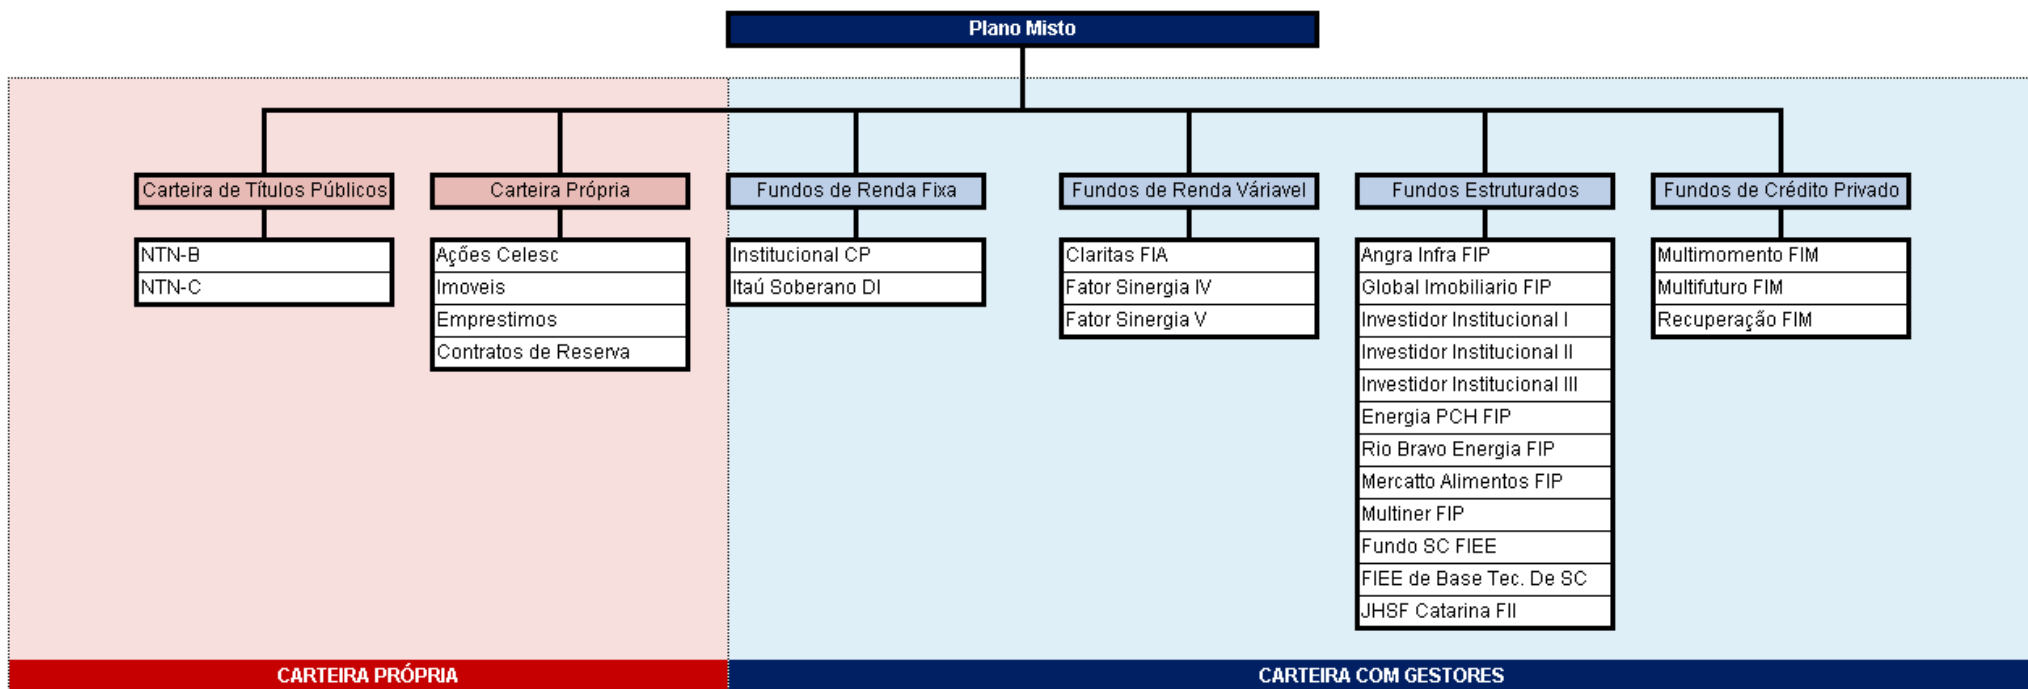 Plano Misto
Carteira de Títulos Públicos
NTN-B
NTN-C
Carteira Própria
Ações Celesc
Imoveis
Emprestimos
Contratos de Reserva
Fundos de Renda Fixa
Institucional CP
Itaú Soberano DI
Fundos de Renda Váriavel
Claritas FIA
Fator Sinergia IV
Fator Sinergia V
Fundos Estruturados
Angra Infra FIP
Global Imobiliario FIP
Investidor Institucional I
Investidor Institucional II
Investidor Institucional III
Energia PCH FIP
Rio Bravo Energia FIP
Mercatto Alimentos FIP
Multiner FIP
Fundo SC FIEE
FIEE de Base Tec. De SC
JHSF Catarina FII
Fundos de Crédito Privado
Multimomento FIM
Multifuturo FIM
Recuperação FIM
CARTEIRA PRÓPRIA
CARTEIRA COM GESTORES